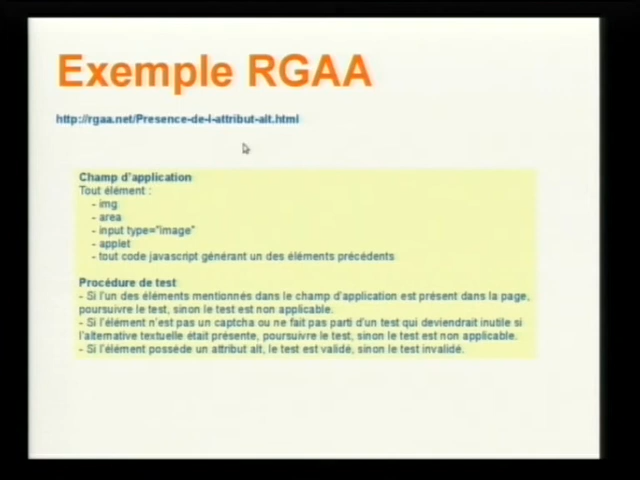 Exemple RGAA
http://rgaa.net/Presence-de-l-attribut-alt.html
Champ d'application
Tout élément :
- img
- area
- input type="image"
- applet
- tout code javascript générant un des éléments précédents
Procédure de test
- Si l'un des éléments mentionnés dans le champ d'application est présent dans la page,
poursuivre le test, sinon le test est non applicable.
- Si l'élément n'est pas un captcha ou ne fait pas parti d'un test qui deviendrait inutile si
l'alternative textuelle était présente, poursuivre le test, sinon le test est non applicable.
- Si l'élément possède un attribut alt, le test est validé, sinon le test invalidé.